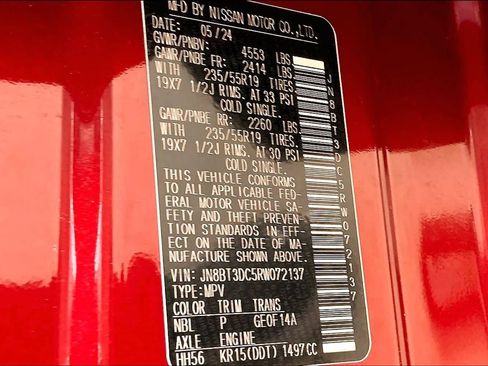 MFD BY NISSAN MOTOR CO.,LTD.
DATE: 05/24
GVWR/PNBV: 4553 LBS
GAWR/PNBE FR: 2414 LBS.
WITH 235/55R19 TIRES.
19X7 1/2J RIMS. AT 33 PSI
COLD SINGLE.
GAWR/PNBE RR: 2260 LBS.
WITH 235/55R19 TIRES.
19X7 1/2J RIMS. AT 30 PSI
COLD SINGLE.
THIS VEHICLE CONFORMS
TO ALL APPLICABLE FED-
ERAL MOTOR VEHICLE SA-
FETY AND THEFT PREVEN-
TION STANDARDS IN EFF-
ECT ON THE DATE OF MA-
NUFACTURE SHOWN ABOVE.
VIN: JN8BT3DC5RW072137
TYPE: MPV
COLOR TRIM TRANS
NBL P GE0F14A
AXLE ENGINE
HH56 KR15(DDT) 1497CC
JN8BT3DC5RW072137